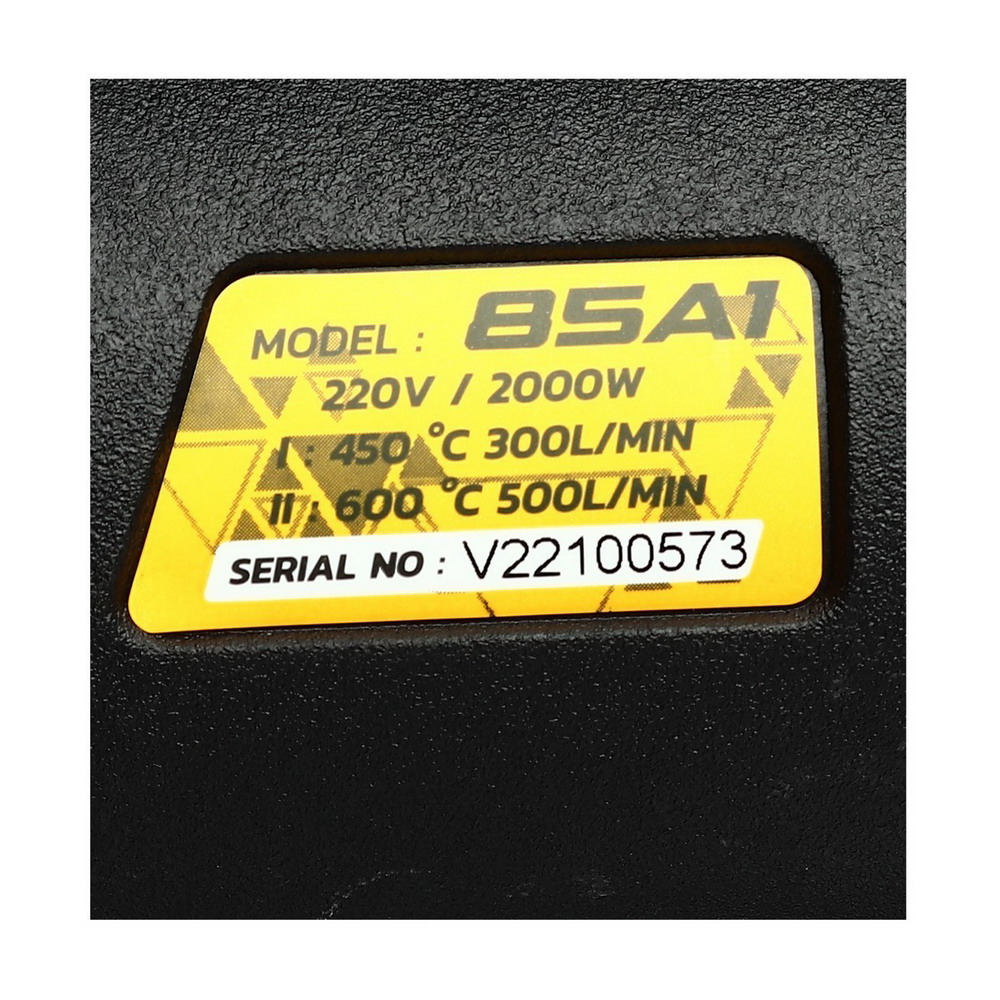 MODEL : 85A1
220V / 2000W
I : 450 °C 300L/MIN
II : 600 °C 500L/MIN
SERIAL NO : V22100573